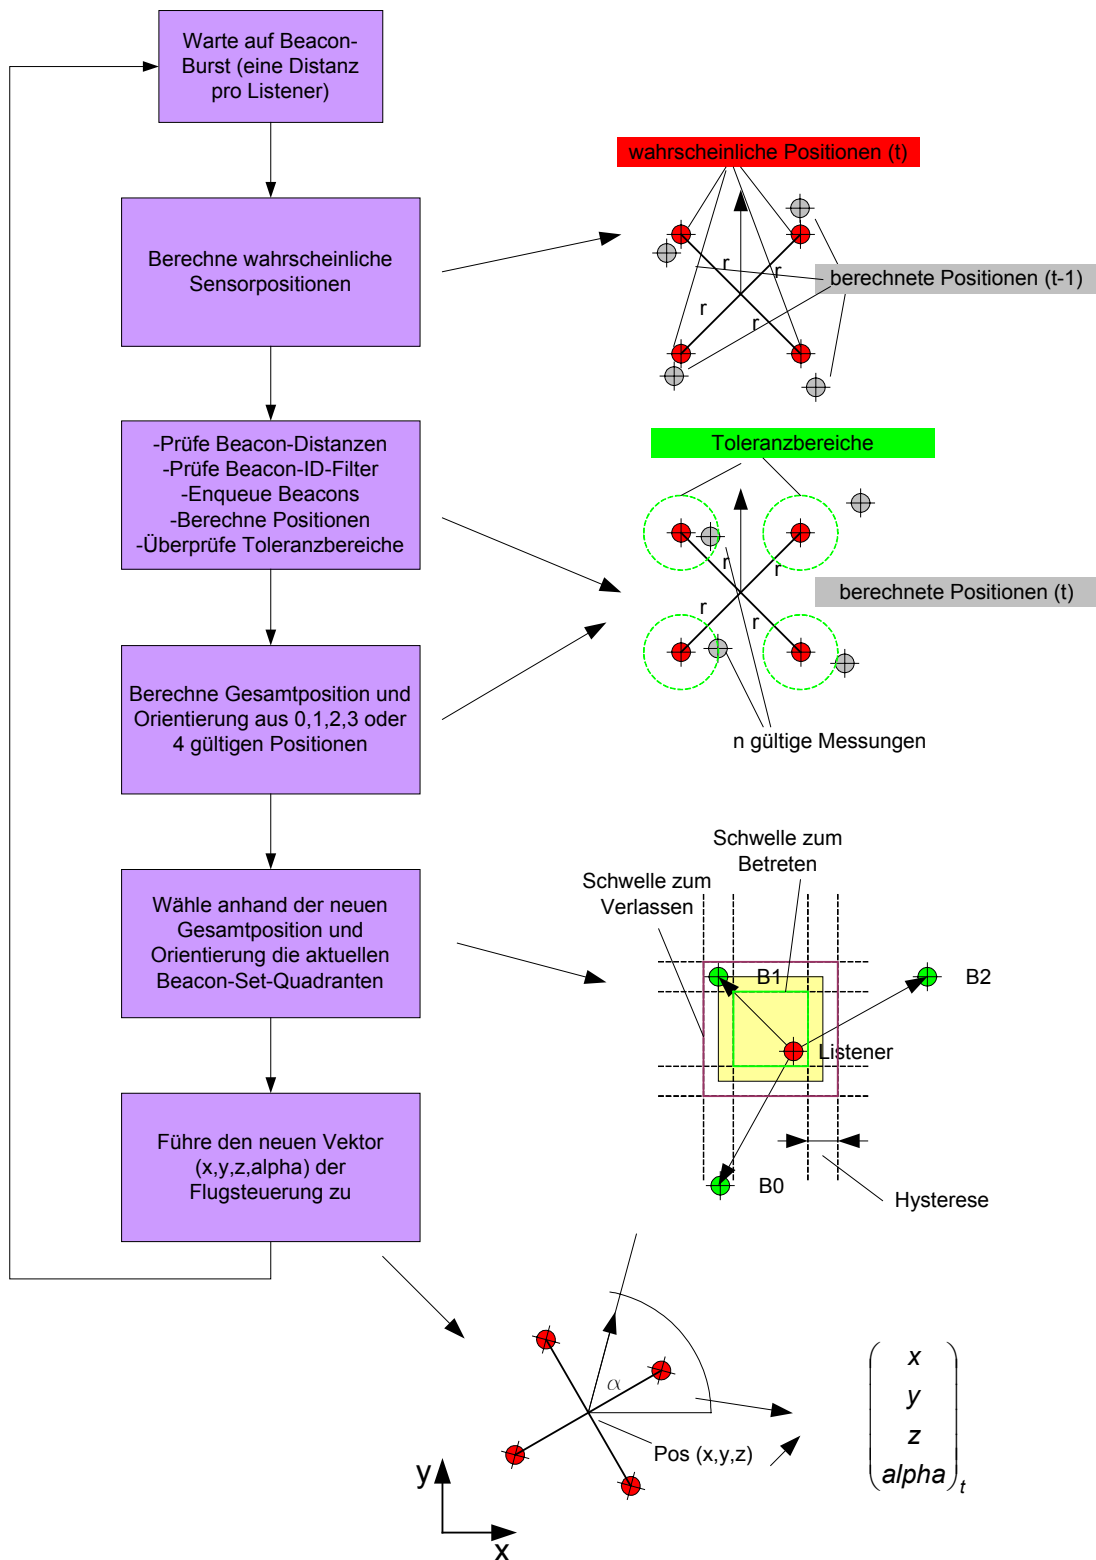 Warte auf Beacon-
Burst (eine Distanz
pro Listener)
wahrscheinliche Positionen (t)
Berechne wahrscheinliche
Sensorpositionen
r
r
r
r
berechnete Positionen (t-1)
-Prüfe Beacon-Distanzen
-Prüfe Beacon-ID-Filter
-Enqueue Beacons
-Berechne Positionen
-Überprüfe Toleranzbereiche
Toleranzbereiche
r
r
r
r
berechnete Positionen (t)
n gültige Messungen
Berechne Gesamtposition und
Orientierung aus 0,1,2,3 oder
4 gültigen Positionen
Wähle anhand der neuen
Gesamtposition und
Orientierung die aktuellen
Beacon-Set-Quadranten
Schwelle zum
Betreten
Schwelle zum
Verlassen
B1
B2
Listener
B0
Hysterese
Führe den neuen Vektor
(x,y,z,alpha) der
Flugsteuerung zu
α
Pos (x,y,z)
y
x
x
y
z
alpha
t